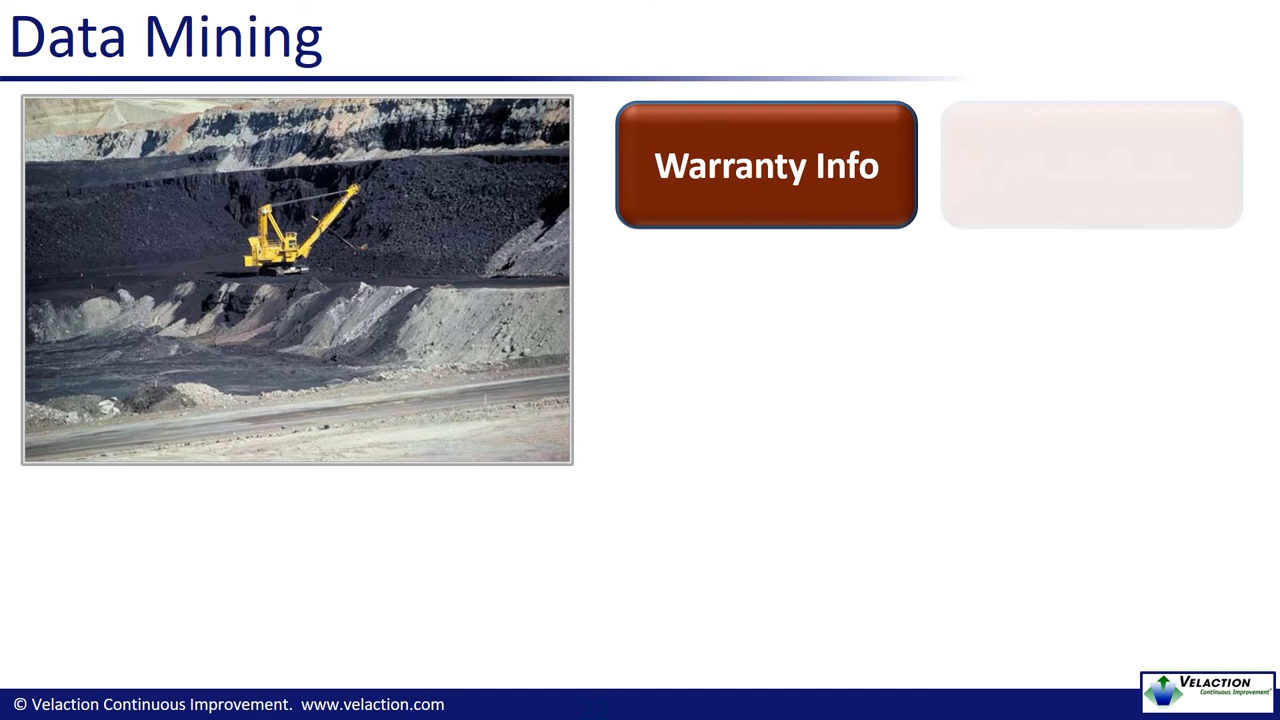 Data Mining
Warranty Info
© Velaction Continuous Improvement.  www.velaction.com
VELACTION
Continuous Improvement